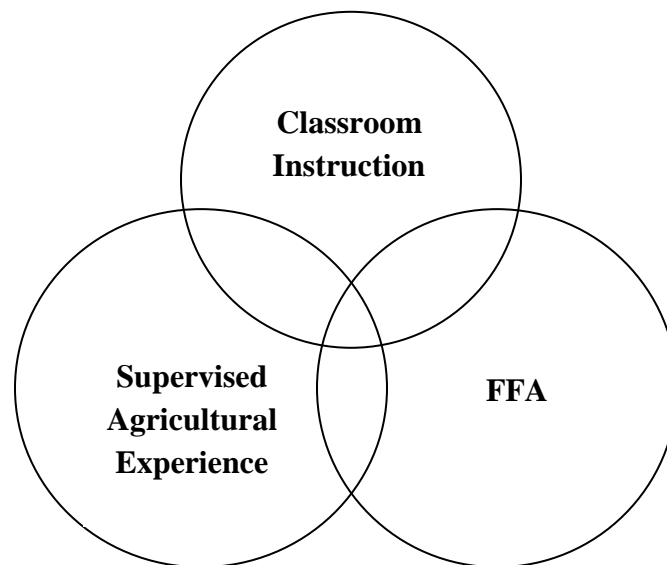 Classroom
Instruction
Supervised
Agricultural
Experience
FFA